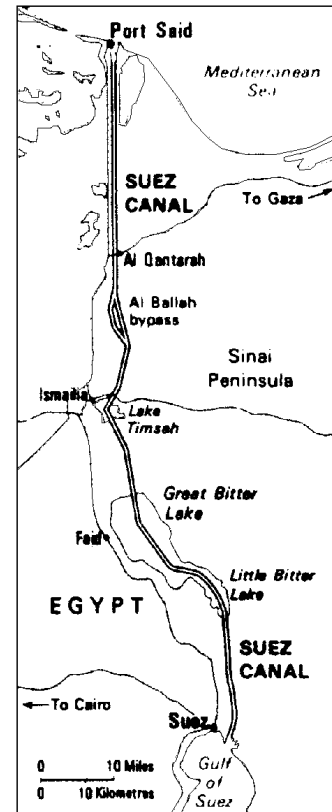 Port Said
Mediterranean
Sea
SUEZ
CANAL
To Gaza
Al Qantarah
Al Ballah
bypass
Sinai
Peninsula
Ismailia
Lake
Timsah
Great Bitter
Lake
Faid
Little Bitter
Lake
EGYPT
SUEZ
CANAL
To Cairo
Suez
0 10 Miles
0 10 Kilometres
Gulf
of
Suez